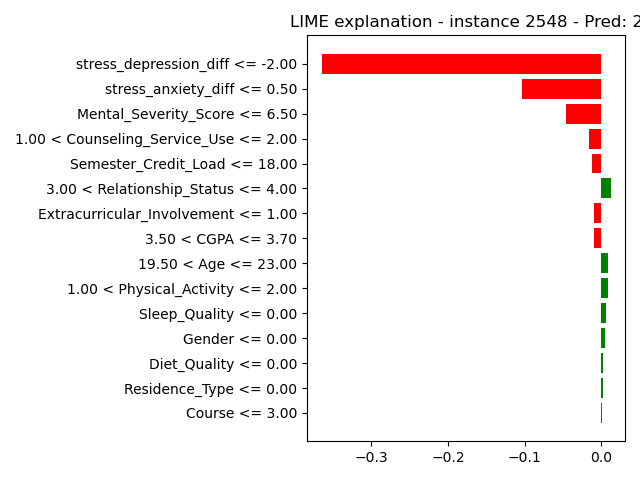 LIME explanation - instance 2548 - Pred: 2
stress_depression_diff <= -2.00
stress_anxiety_diff <= 0.50
Mental_Severity_Score <= 6.50
1.00 < Counseling_Service_Use <= 2.00
Semester_Credit_Load <= 18.00
3.00 < Relationship_Status <= 4.00
Extracurricular_Involvement <= 1.00
3.50 < CGPA <= 3.70
19.50 < Age <= 23.00
1.00 < Physical_Activity <= 2.00
Sleep_Quality <= 0.00
Gender <= 0.00
Diet_Quality <= 0.00
Residence_Type <= 0.00
Course <= 3.00
−0.3 −0.2 −0.1 0.0